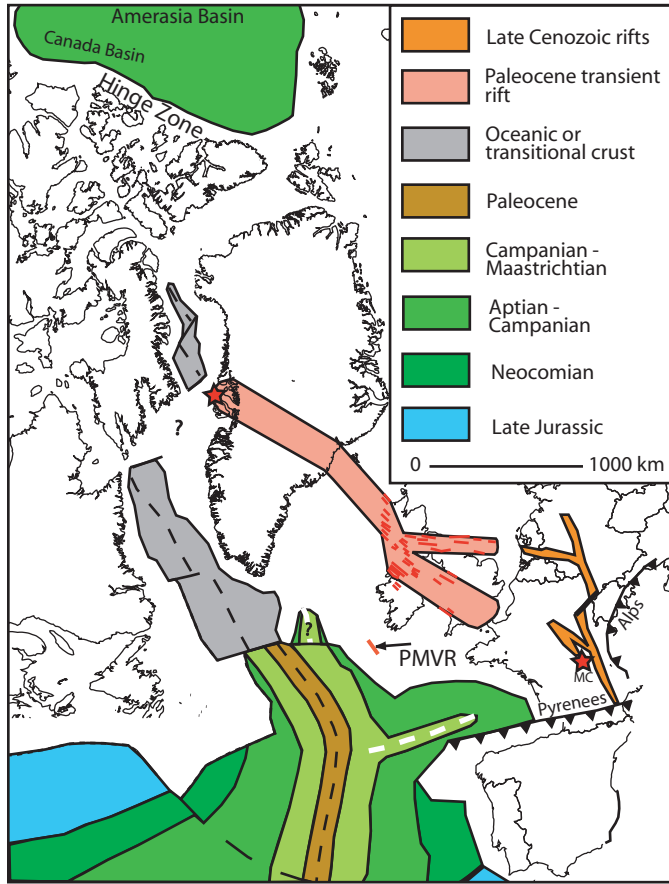 Amerasia Basin
Canada Basin
Hinge Zone
Late Cenozoic rifts
Paleocene transient
rift
Oceanic or
transitional crust
Paleocene
Campanian -
Maastrichtian
Aptian -
Campanian
Neocomian
Late Jurassic
0 1000 km
?
?
PMVR
Alps
MC
Pyrenees